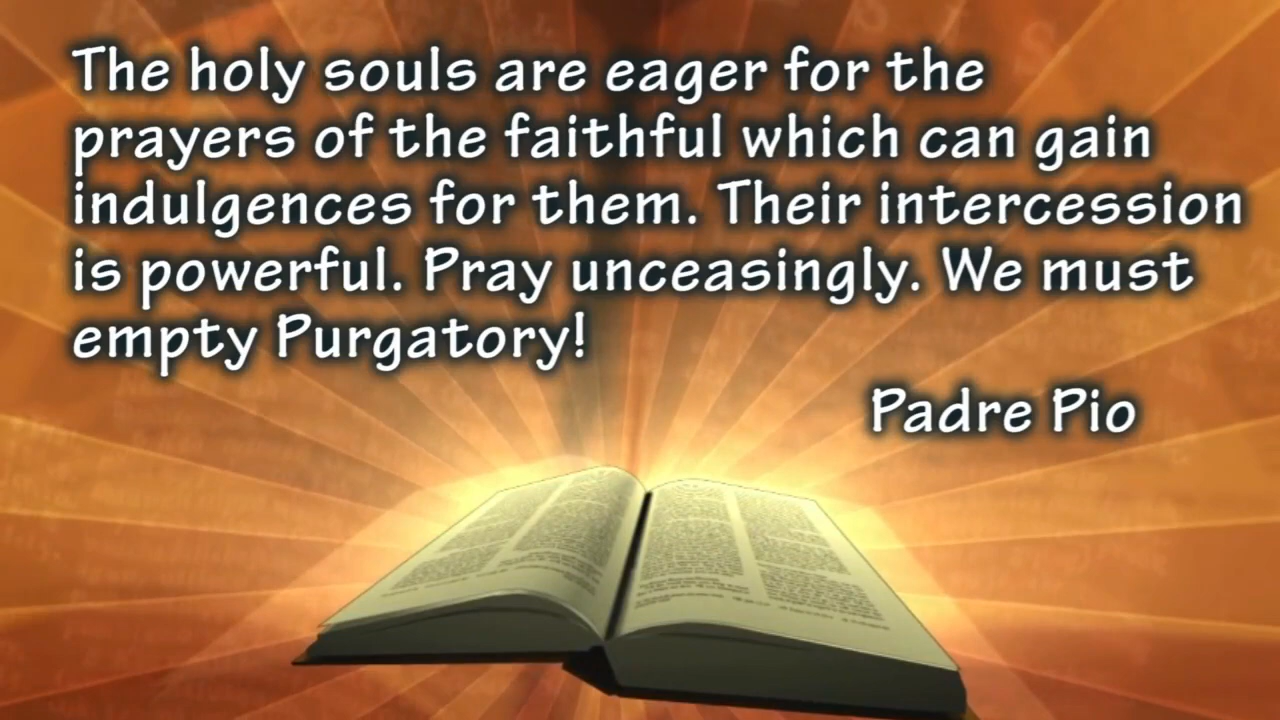 The holy souls are eager for the
prayers of the faithful which can gain
indulgences for them. Their intercession
is powerful. Pray unceasingly. We must
empty Purgatory!
Padre Pio